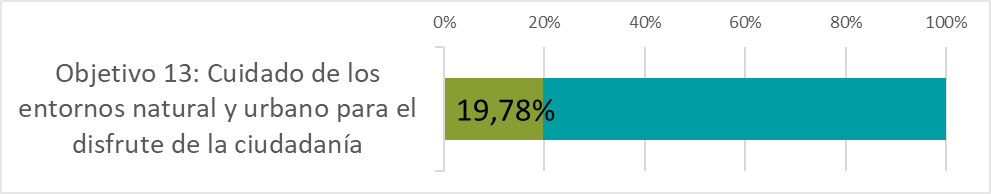 0% 20% 40% 60% 80% 100%
Objetivo 13: Cuidado de los
entornos natural y urbano para el
disfrute de la ciudadanía
19,78%